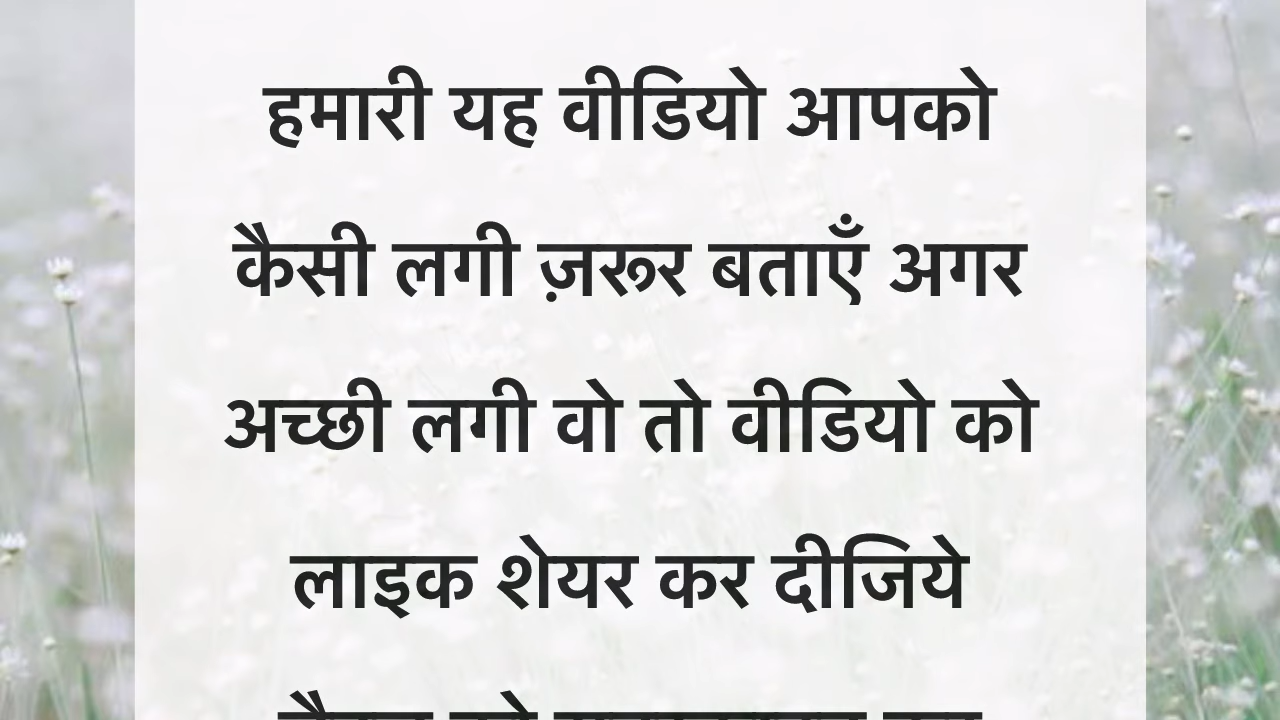 हमारी यह वीडियो आपको
कैसी लगी ज़रूर बताएँ अगर
अच्छी लगी वो तो वीडियो को
लाइक शेयर कर दीजिये